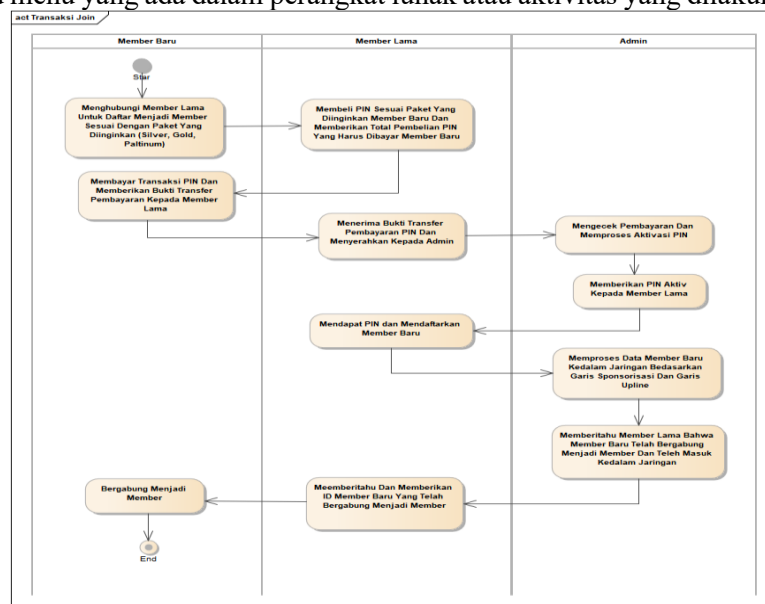 menu yang ada dalam perangkat lunak atau aktivitas yang
act Transaksi Join
Member Baru
Member Lama
Admin
Star
Menghubungi Member Lama
Untuk Daftar Menjadi Member
Sesuai Dengan Paket Yang
Diinginkan (Silver, Gold,
Paltinum)
Membeli PIN Sesuai Paket Yang
Diinginkan Member Baru Dan
Memberikan Total Pembelian PIN
Yang Harus Dibayar Member Baru
Membayar Transaksi PIN Dan
Memberikan Bukti Transfer
Pembayaran Kepada Member
Lama
Menerima Bukti Transfer
Pembayaran PIN Dan
Menyerahkan Kepada Admin
Mengecek Pembayaran Dan
Memproses Aktivasi PIN
Memberikan PIN Aktiv
Kepada Member Lama
Mendapat PIN dan Mendaftarkan
Member Baru
Memproses Data Member Baru
Kedalam Jaringan Bedasarkan
Garis Sponsorisasi Dan Garis
Upline
Memberitahu Member Lama Bahwa
Member Baru Telah Bergabung
Menjadi Member Dan Teleh Masuk
Kedalam Jaringan
Meemberitahu Dan Memberikan
ID Member Baru Yang Telah
Bergabung Menjadi Member
Bergabung Menjadi
Member
End